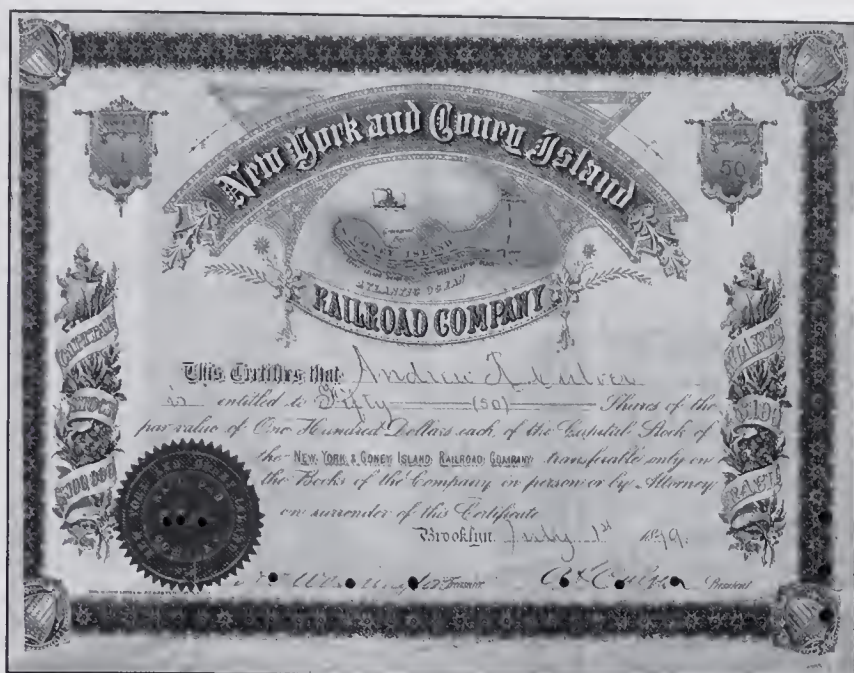 New York and Coney Island
1
50
CONEY ISLAND
ATLANTIC OCEAN
RAILROAD COMPANY
This Certifies that Andrew N. Culver
is entitled to Fifty (50) Shares of the
par value of One Hundred Dollars each, of the Capital Stock of
the NEW YORK & CONEY ISLAND RAILROAD COMPANY transferable only on
the Books of the Company in person or by Attorney
on surrender of this Certificate
Brooklyn, July 1st 1879.
Treasurer
President
CAPITAL
STOCK
$300,000
SHARES
$100
EACH